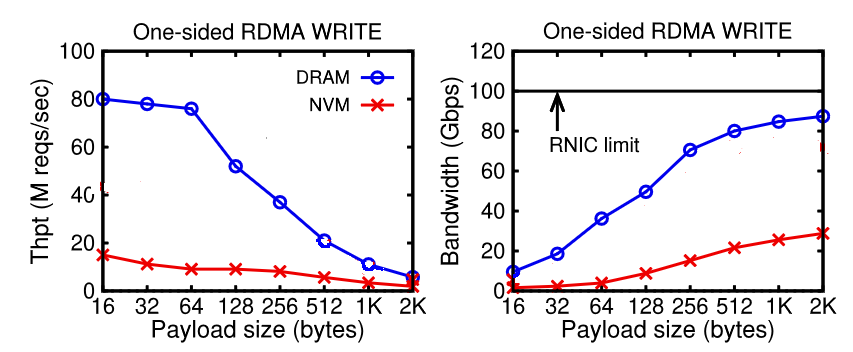 One-sided RDMA WRITE
Thpt (M reqs/sec)
100
80
60
40
20
0
DRAM
NVM
16 32 64 128 256 512 1K 2K
Payload size (bytes)
One-sided RDMA WRITE
Bandwidth (Gbps)
120
100
80
60
40
20
0
RNIC limit
16 32 64 128 256 512 1K 2K
Payload size (bytes)